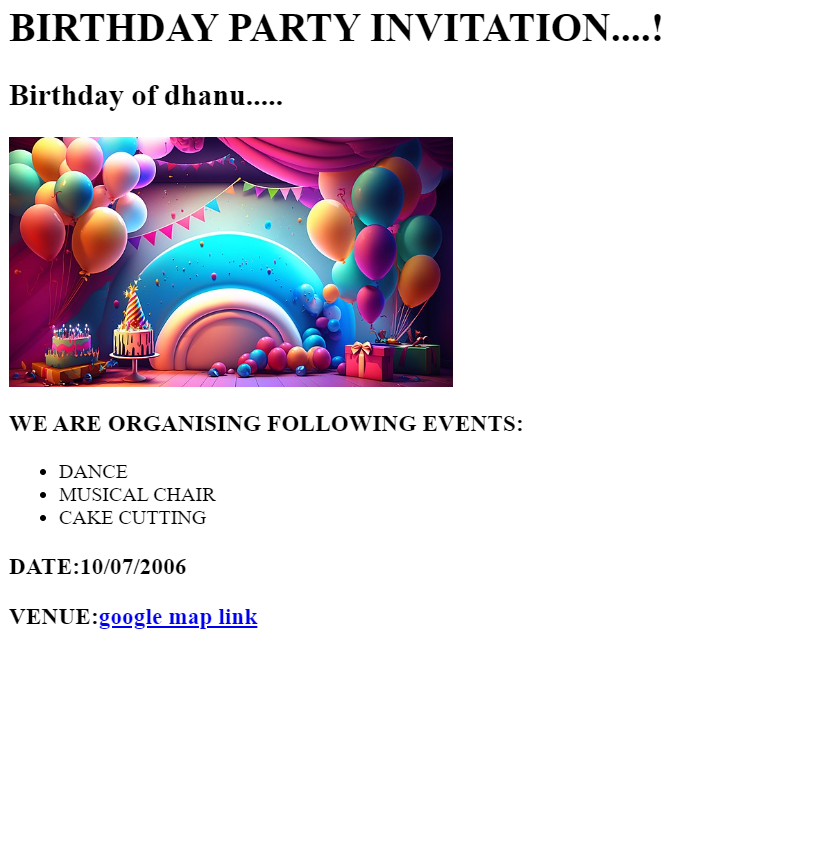 BIRTHDAY PARTY INVITATION....!
Birthday of dhanu.....
WE ARE ORGANISING FOLLOWING EVENTS:
DANCE
MUSICAL CHAIR
CAKE CUTTING
DATE:10/07/2006
VENUE:google map link